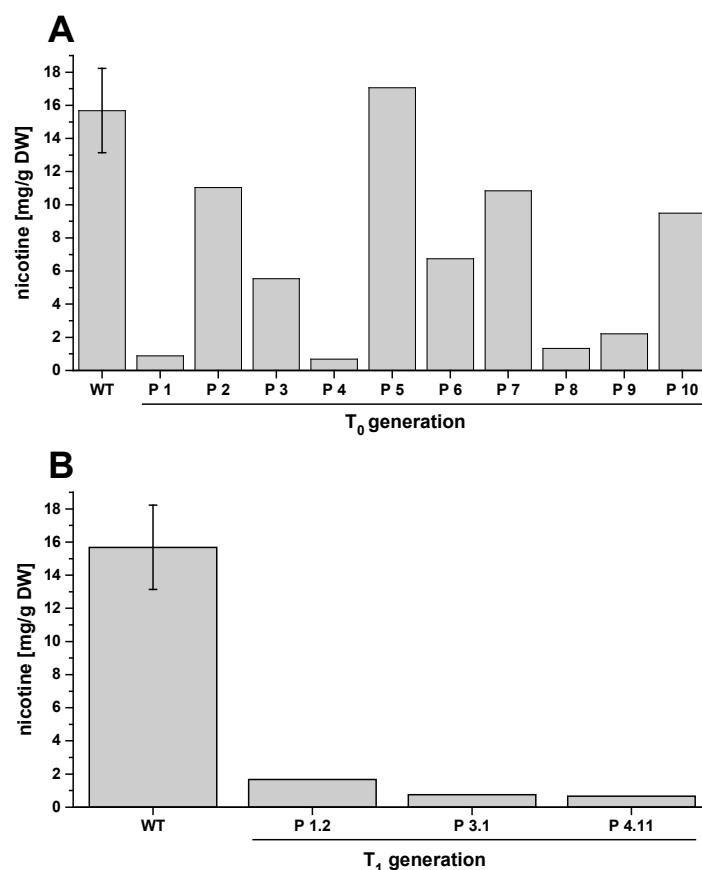 A
nicotine [mg/g DW]
18
16
14
12
10
8
6
4
2
0
WT P 1 P 2 P 3 P 4 P 5 P 6 P 7 P 8 P 9 P 10
T₀ generation
B
nicotine [mg/g DW]
18
16
14
12
10
8
6
4
2
0
WT P 1.2 P 3.1 P 4.11
T₁ generation